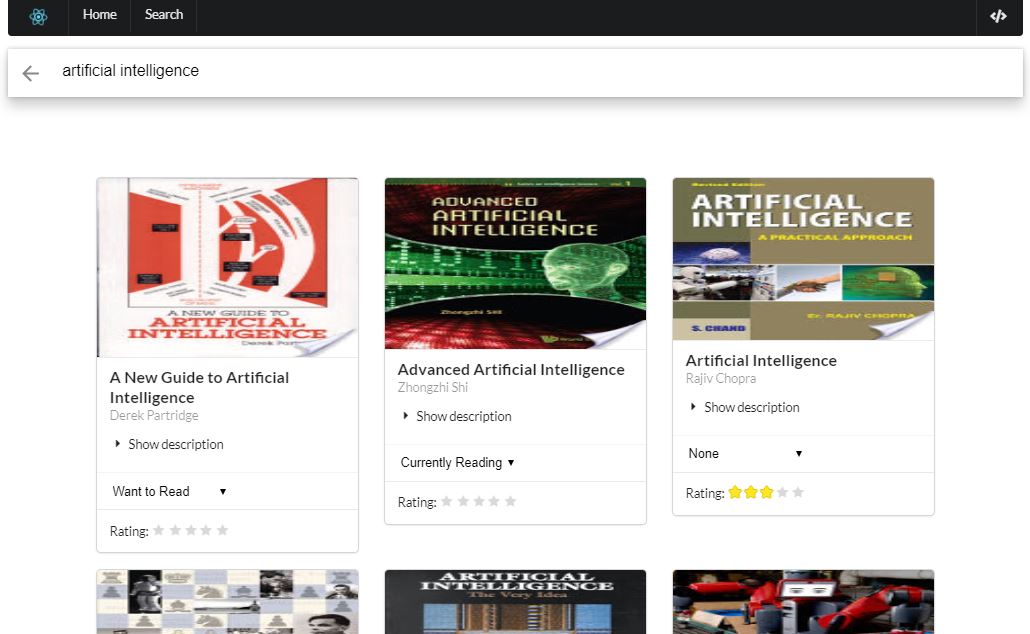 Home
Search
artificial intelligence
A NEW GUIDE TO
ARTIFICIAL
INTELLIGENCE
A New Guide to Artificial
Intelligence
Derek Partridge
Show description
Want to Read
Rating:
ADVANCED
ARTIFICIAL
INTELLIGENCE
Zhongzhi Shi
Advanced Artificial Intelligence
Zhongzhi Shi
Show description
Currently Reading
Rating:
Revised Edition
ARTIFICIAL
INTELLIGENCE
A PRACTICAL APPROACH
Er. RAJIV CHOPRA
S. CHAND
Artificial Intelligence
Rajiv Chopra
Show description
None
Rating:
ARTIFICIAL
INTELLIGENCE
The Very Idea